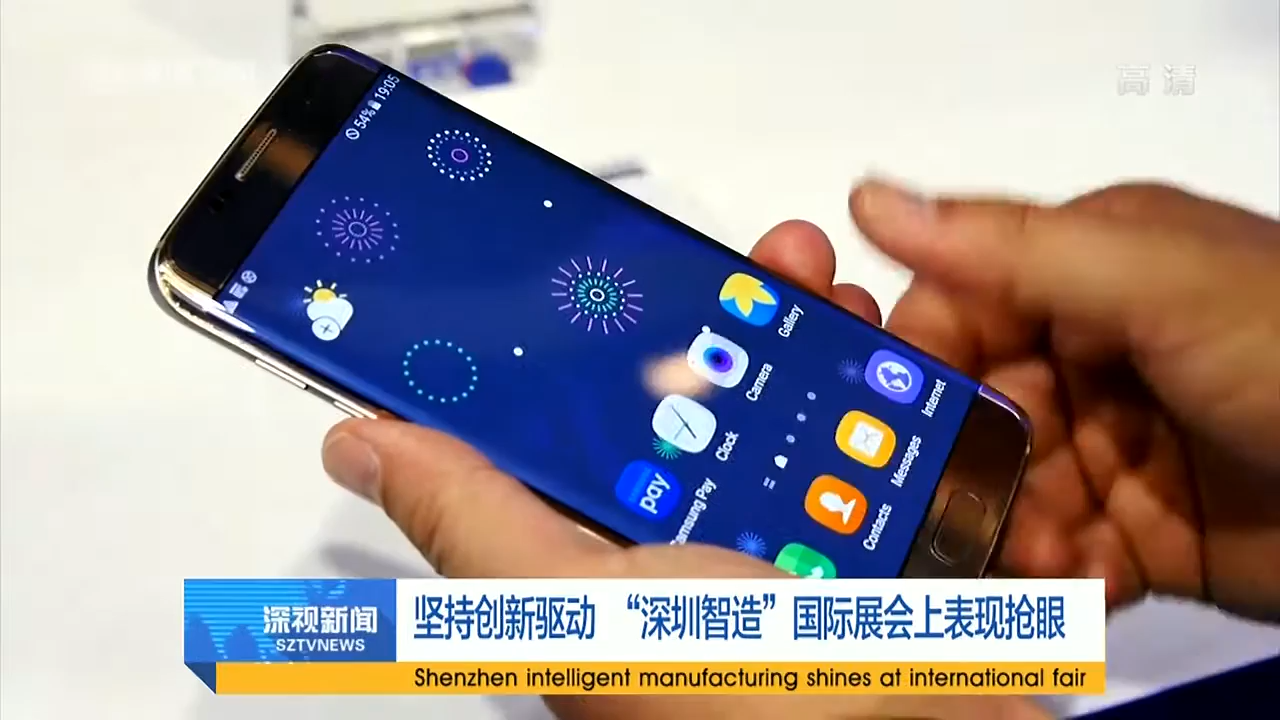 高清
54% 19:05
Gallery
Camera
Clock
Samsung Pay
pay
Internet
Messages
Contacts
深视新闻
SZTVNEWS
坚持创新驱动 “深圳智造”国际展会上表现抢眼
Shenzhen intelligent manufacturing shines at international fair